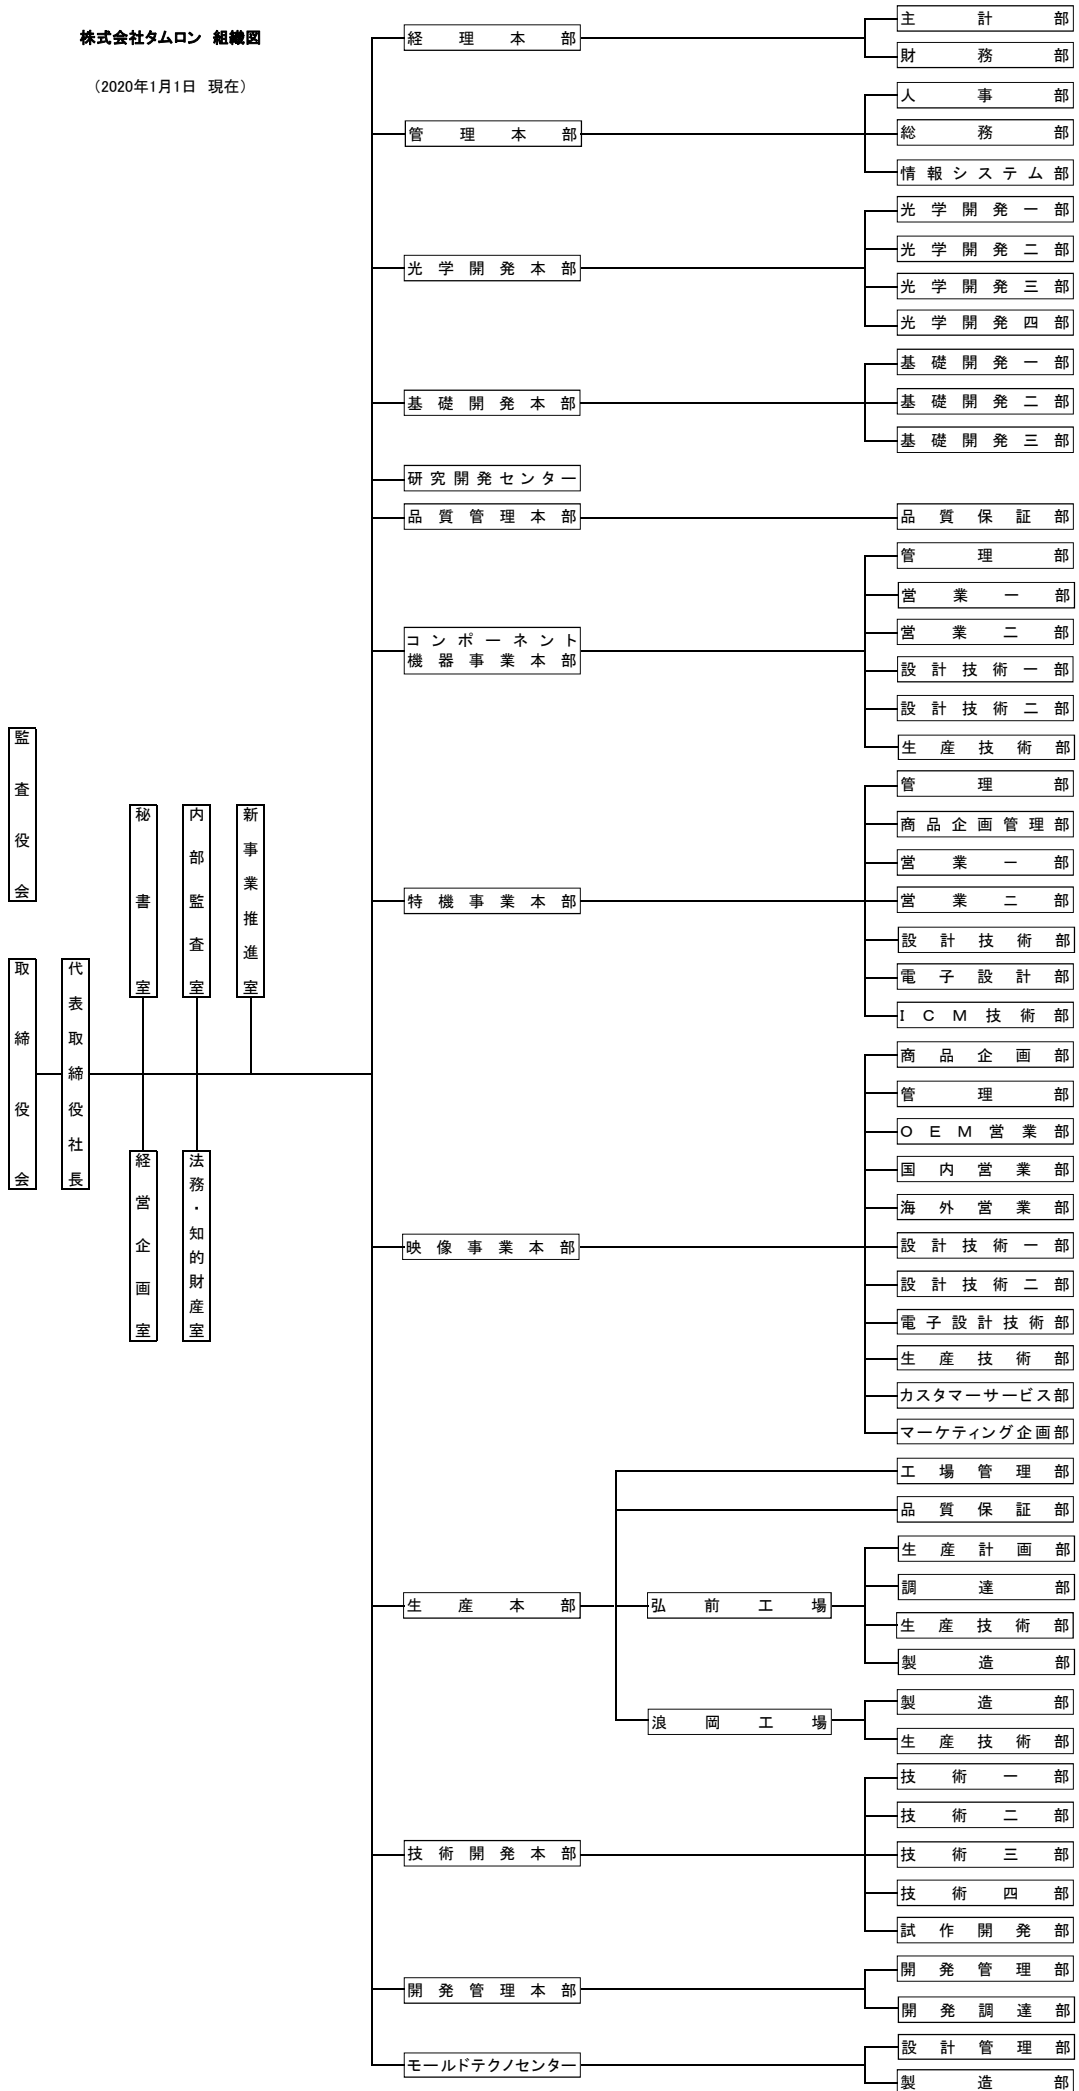 株式会社タムロン 組織図
（2020年1月1日 現在）
監査役会
取締役会
代表取締役社長
秘書室
内部監査室
新事業推進室
経営企画室
法務・知的財産室
経理本部
主計部
財務部
管理本部
人事部
総務部
情報システム部
光学開発本部
光学開発一部
光学開発二部
光学開発三部
光学開発四部
基礎開発本部
基礎開発一部
基礎開発二部
基礎開発三部
研究開発センター
品質管理本部
品質保証部
コンポーネント
機器事業本部
管理部
営業一部
営業二部
設計技術一部
設計技術二部
生産技術部
特機事業本部
管理部
商品企画管理部
営業一部
営業二部
設計技術部
電子設計部
ICM技術部
映像事業本部
商品企画部
管理部
OEM営業部
国内営業部
海外営業部
設計技術一部
設計技術二部
電子設計技術部
生産技術部
カスタマーサービス部
マーケティング企画部
生産本部
工場管理部
品質保証部
弘前工場
生産計画部
調達部
生産技術部
製造部
浪岡工場
製造部
生産技術部
技術開発本部
技術一部
技術二部
技術三部
技術四部
試作開発部
開発管理本部
開発管理部
開発調達部
モールドテクノセンター
設計管理部
製造部